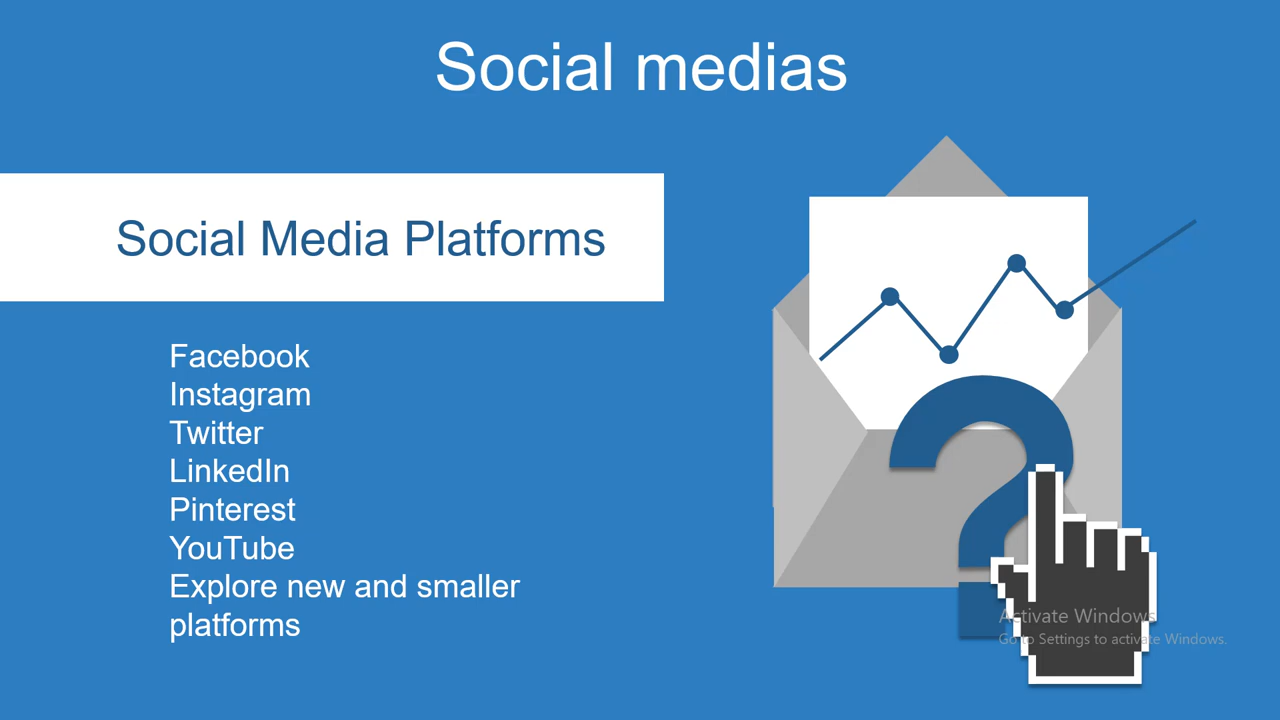 Social medias
Social Media Platforms
Facebook
Instagram
Twitter
LinkedIn
Pinterest
YouTube
Explore new and smaller
platforms
?
Activate Windows
Go to Settings to activate Windows.